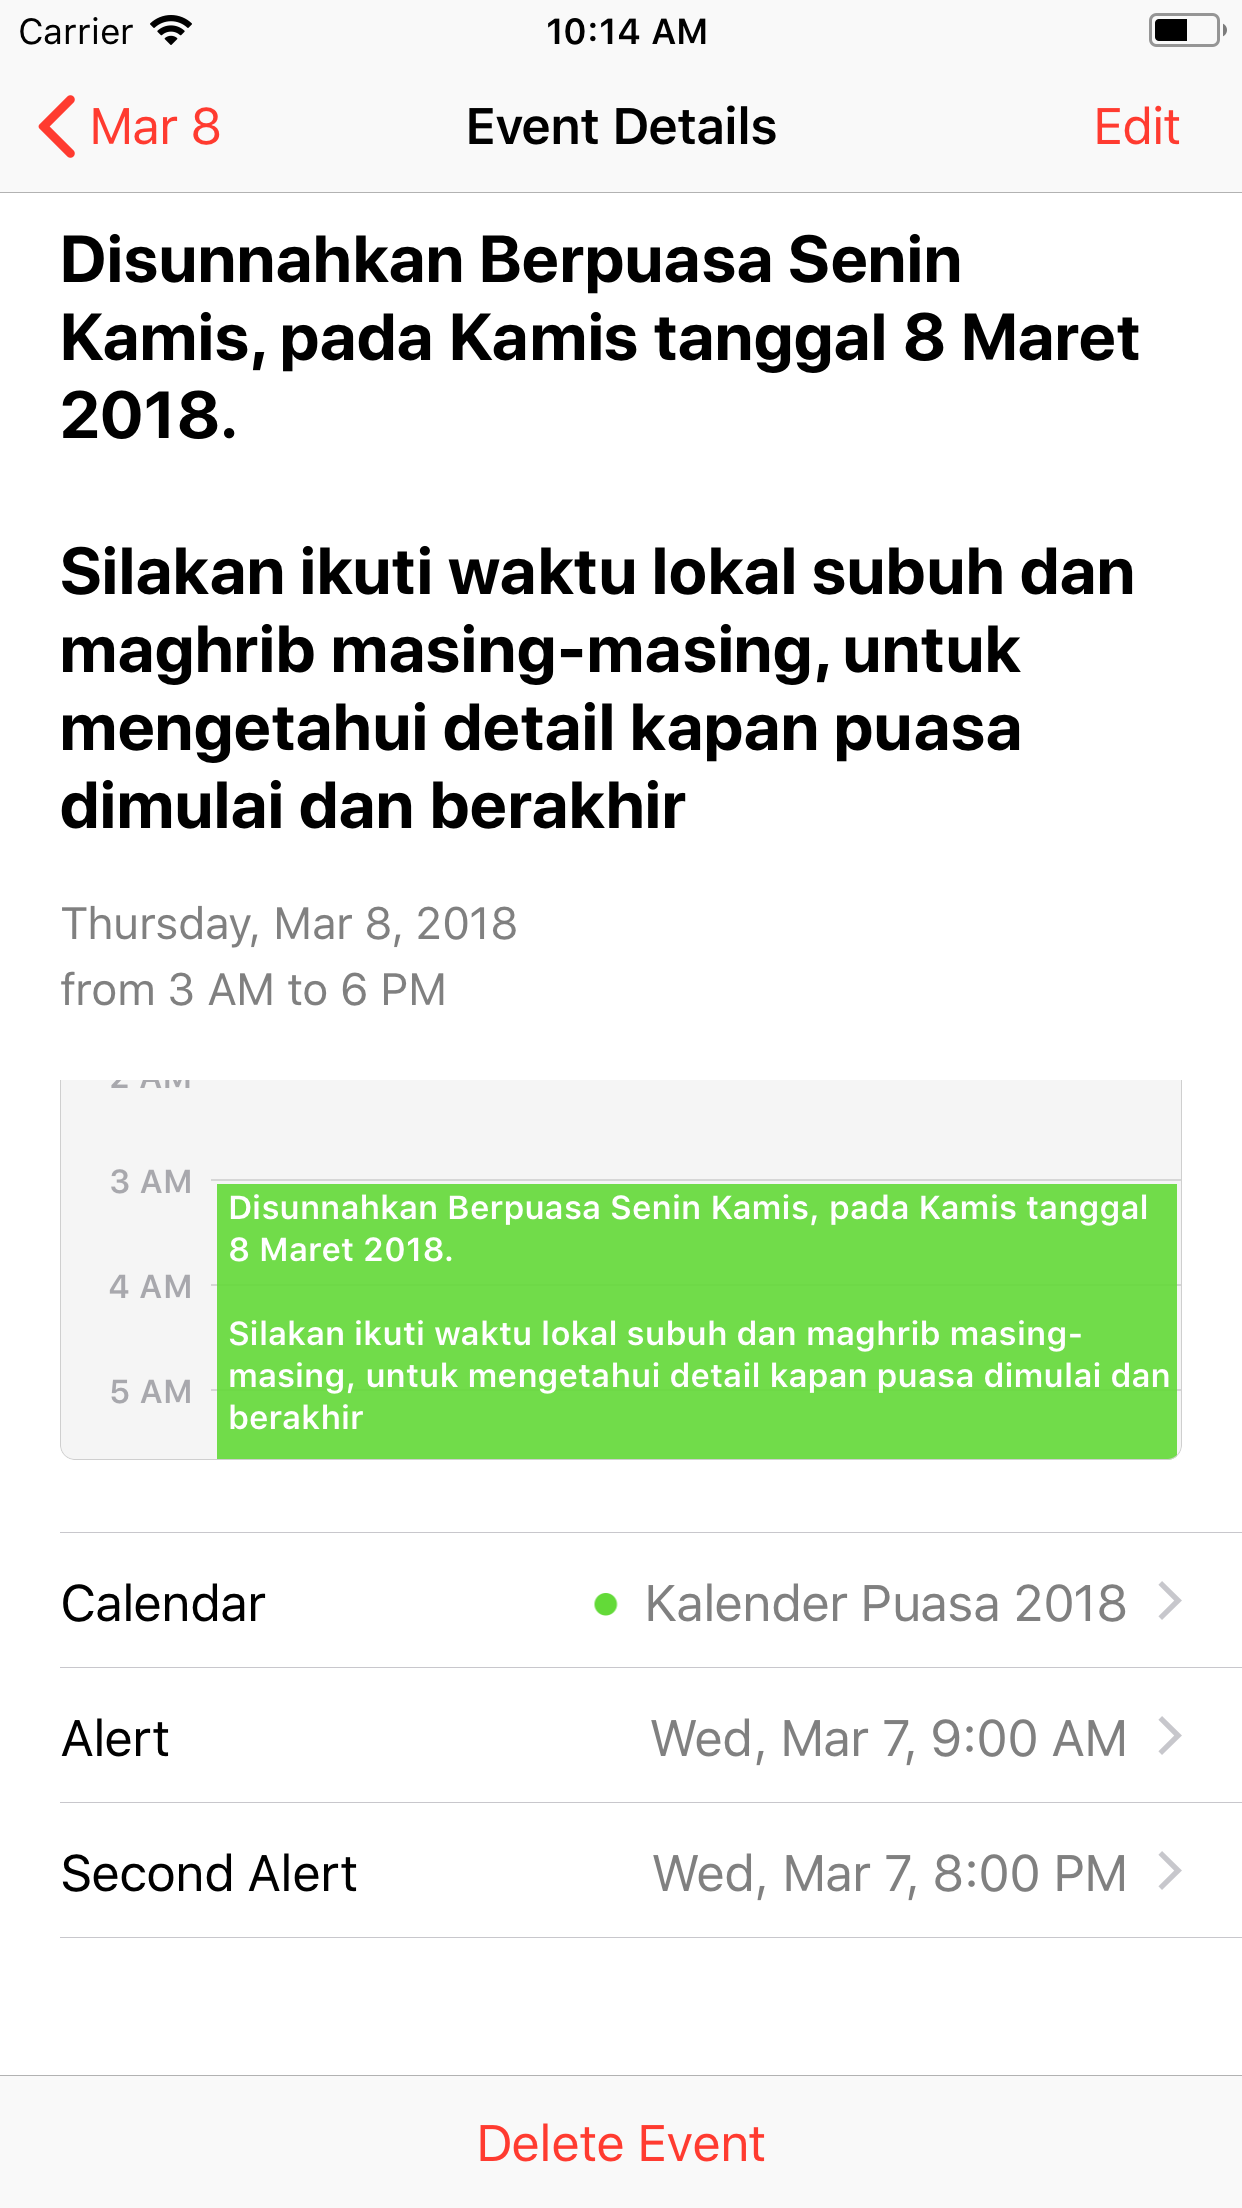 Carrier 10:14 AM
Mar 8 Event Details Edit
Disunnahkan Berpuasa Senin
Kamis, pada Kamis tanggal 8 Maret
2018.
Silakan ikuti waktu lokal subuh dan
maghrib masing-masing, untuk
mengetahui detail kapan puasa
dimulai dan berakhir
Thursday, Mar 8, 2018
from 3 AM to 6 PM
2 AM
3 AM
Disunnahkan Berpuasa Senin Kamis, pada Kamis tanggal
8 Maret 2018.
4 AM
Silakan ikuti waktu lokal subuh dan maghrib masing-
masing, untuk mengetahui detail kapan puasa dimulai dan
5 AM
berakhir
Calendar Kalender Puasa 2018
Alert Wed, Mar 7, 9:00 AM
Second Alert Wed, Mar 7, 8:00 PM
Delete Event